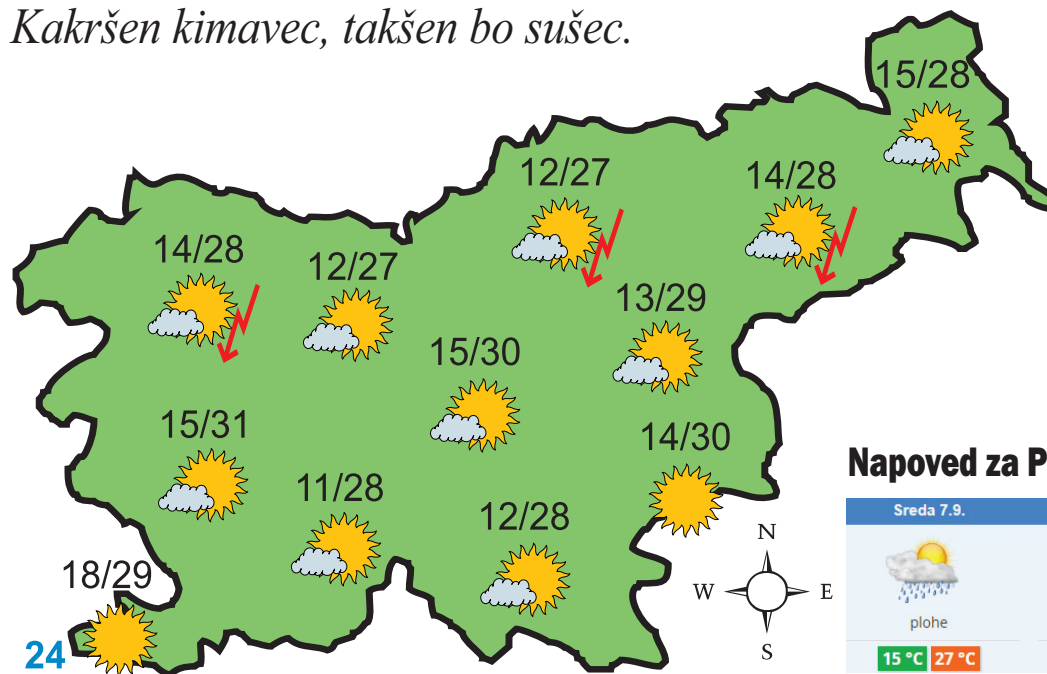 Kakršen kimavec, takšen bo sušec.
15/28
12/27
14/28
14/28
12/27
13/29
15/30
15/31
14/30
11/28
12/28
18/29
24
N
W
E
S
Napoved za P
Sreda 7.9.
plohe
15 °C 27 °C